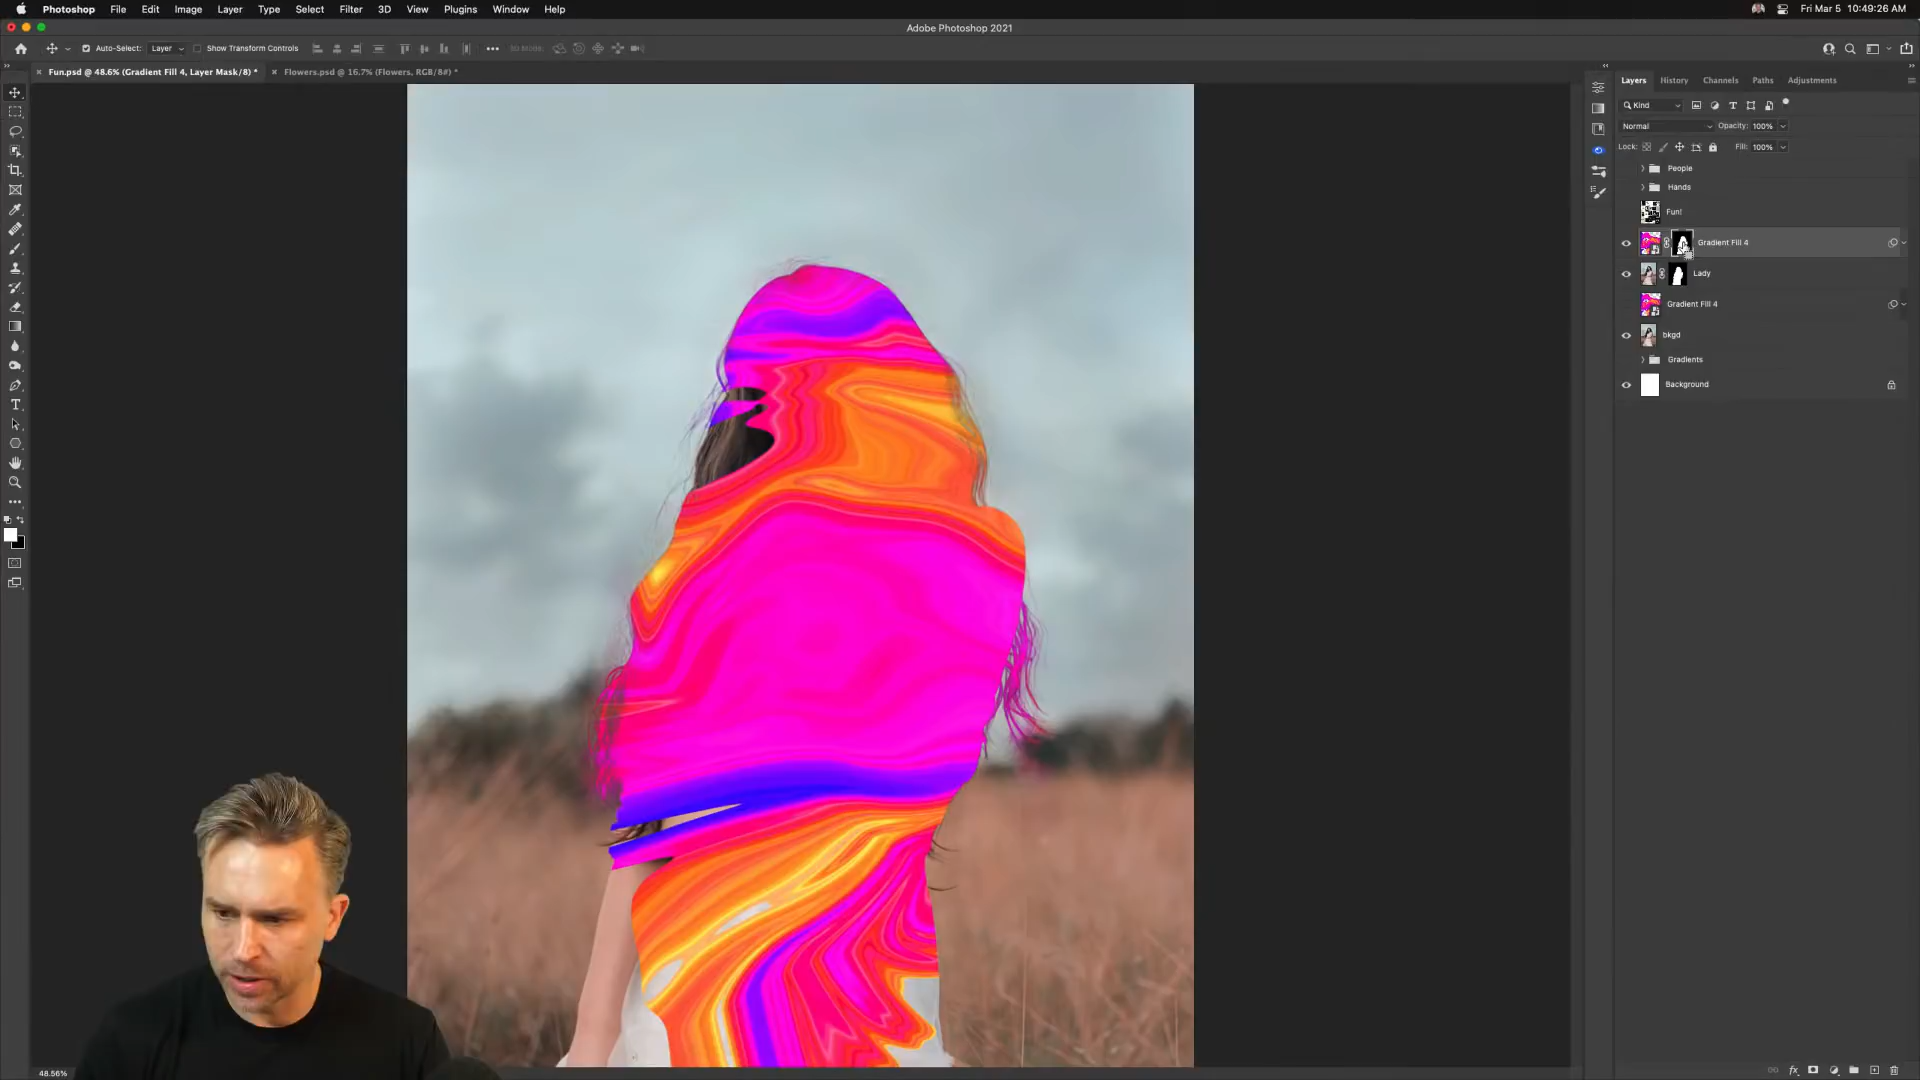 Photoshop File Edit Image Layer Type Select Filter 3D View Plugins Window Help
Fri Mar 5 10:49:26 AM
Adobe Photoshop 2021
Auto-Select: Layer Show Transform Controls
Fun.psd @ 48.6% (Gradient Fill 4, Layer Mask/8) *
Flowers.psd @ 16.7% (Flowers, RGB/8#) *
Layers History Channels Paths Adjustments
Kind
Normal Opacity: 100%
Lock: Fill: 100%
People
Hands
Fun!
Gradient Fill 4
Lady
Gradient Fill 4
bkgd
Gradients
Background
48.56%